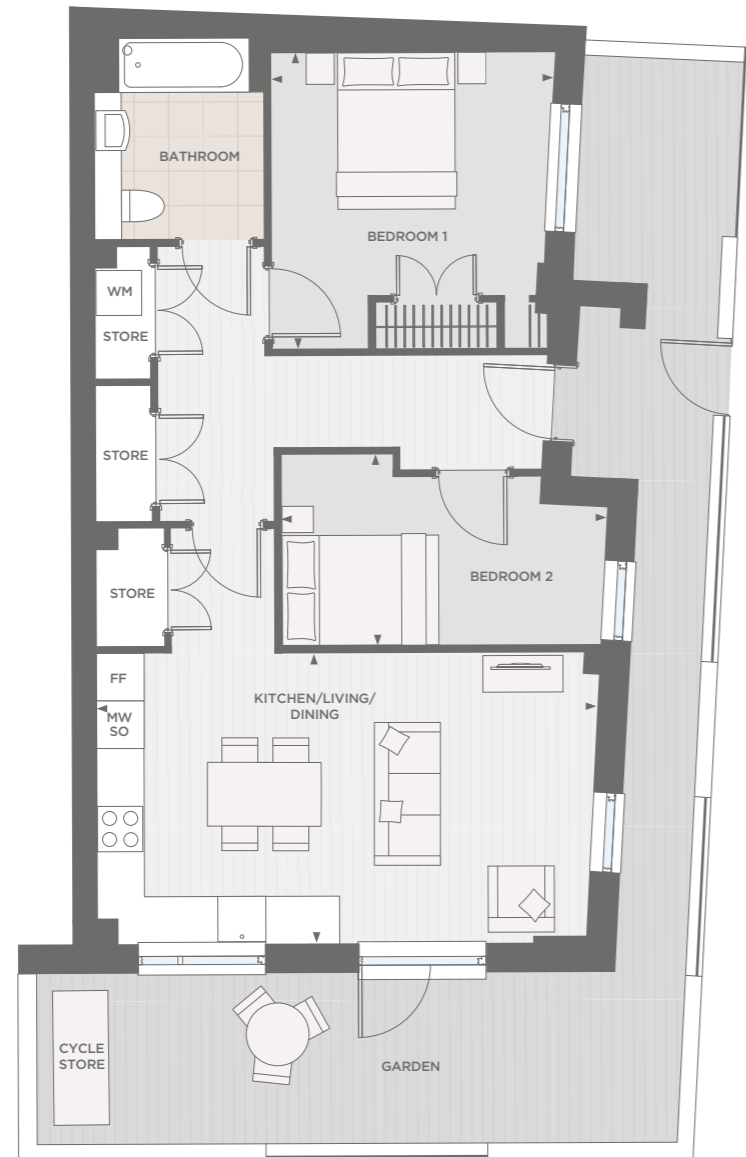 BATHROOM
BEDROOM 1
WM
STORE
STORE
BEDROOM 2
STORE
FF
KITCHEN/LIVING/
DINING
MW
SO
CYCLE
STORE
GARDEN